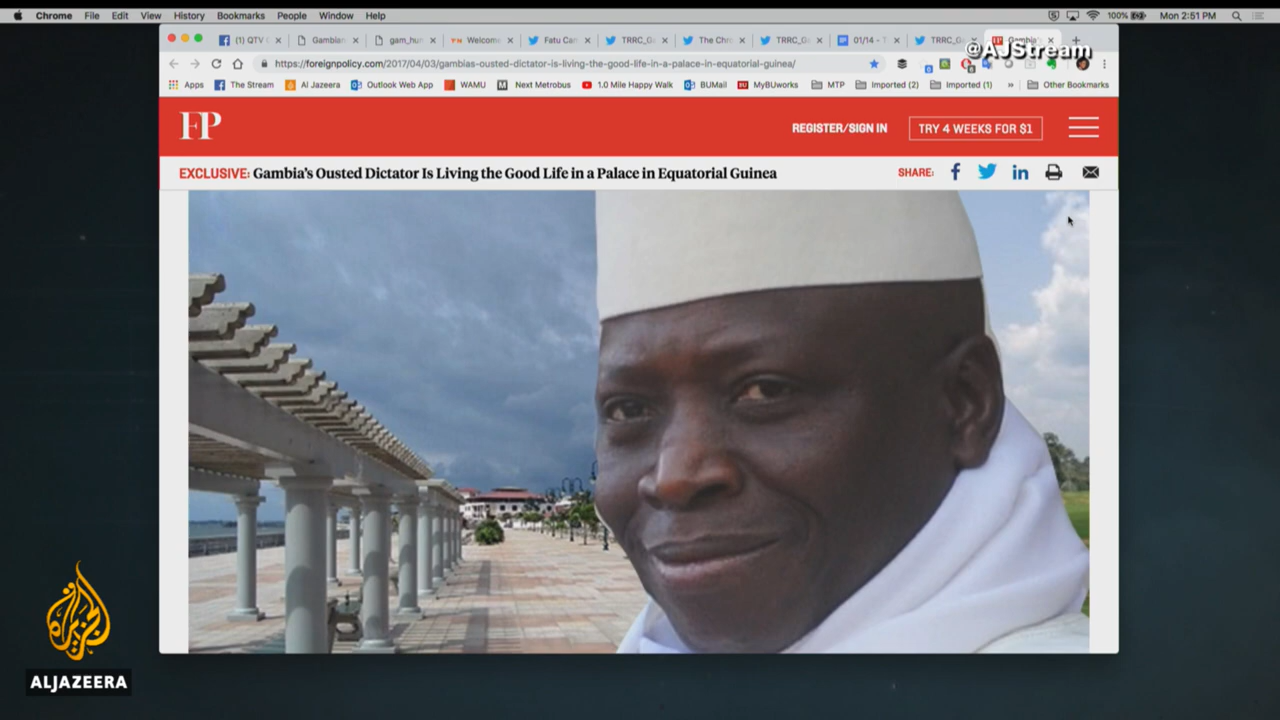 Chrome File Edit View History Bookmarks People Window Help
100%
Mon 2:51 PM
(1) QTV
Gambian
gam_hu
Welcome
Fatu Cam
TRRC_G
The Chr
TRRC_G
01/14 - T
TRRC_G
Gambia's
@AJStream
https://foreignpolicy.com/2017/04/03/gambias-ousted-dictator-is-living-the-good-life-in-a-palace-in-equatorial-guinea/
Apps
The Stream
Al Jazeera
Outlook Web App
WAMU
Next Metrobus
1.0 Mile Happy Walk
BUMail
MyBUworks
MTP
Imported (2)
Imported (1)
»
Other Bookmarks
FP
REGISTER/SIGN IN
TRY 4 WEEKS FOR $1
EXCLUSIVE: Gambia's Ousted Dictator Is Living the Good Life in a Palace in Equatorial Guinea
SHARE:
الجزيرة
ALJAZEERA